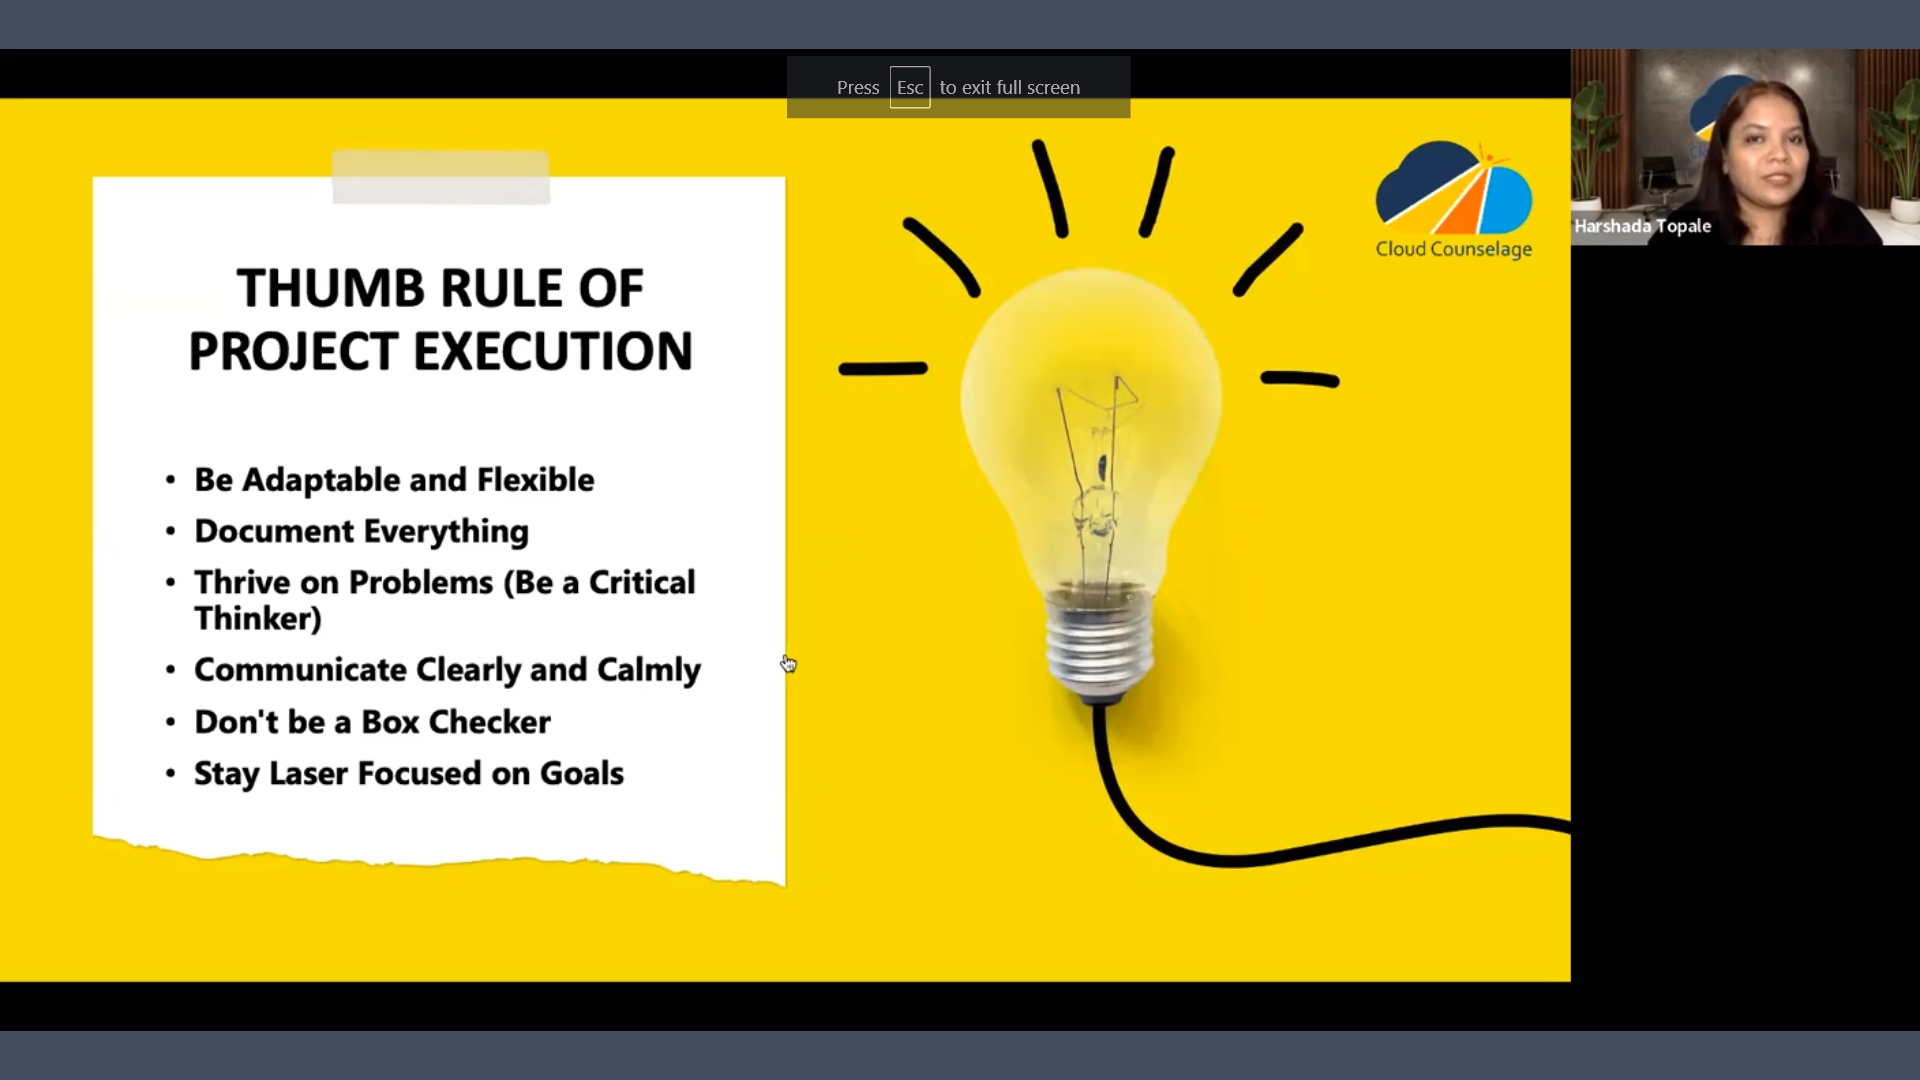 Press Esc to exit full screen
Cloud Counselage
Harshada Topale
THUMB RULE OF
PROJECT EXECUTION
• Be Adaptable and Flexible
• Document Everything
• Thrive on Problems (Be a Critical
Thinker)
• Communicate Clearly and Calmly
• Don't be a Box Checker
• Stay Laser Focused on Goals